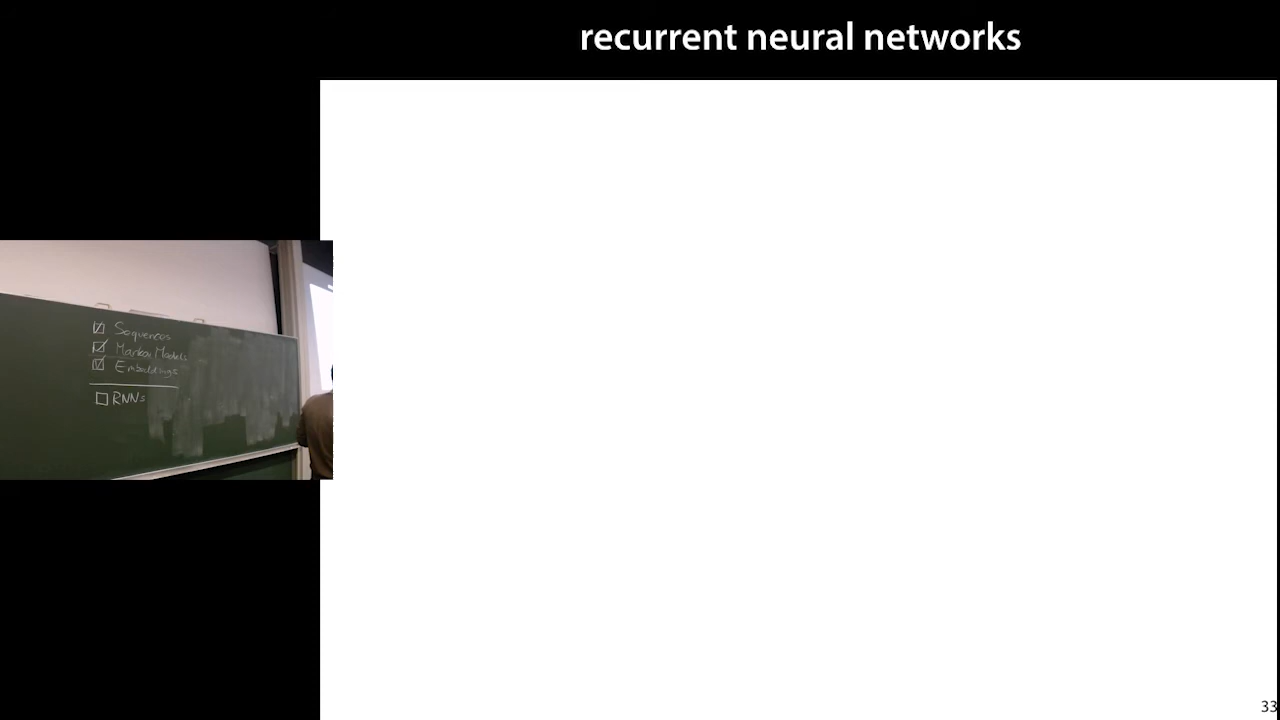 recurrent neural networks
Sequences
Markov Models
Embeddings
RNNs
33